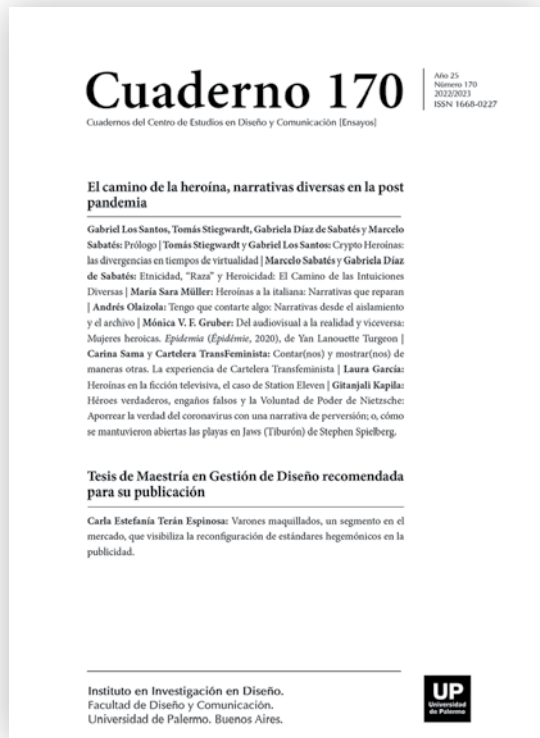 Cuaderno 170
Año 25
Número 170
2022/2023
ISSN 1668-0227
Cuadernos del Centro de Estudios en Diseño y Comunicación [Ensayos]
El camino de la heroína, narrativas diversas en la post
pandemia
Gabriel Los Santos, Tomás Stiegwardt, Gabriela Díaz de Sabatés y Marcelo
Sabatés: Prólogo | Tomás Stiegwardt y Gabriel Los Santos: Crypto Heroínas:
las divergencias en tiempos de virtualidad | Marcelo Sabatés y Gabriela Díaz
de Sabatés: Etnicidad, “Raza” y Heroicidad: El Camino de las Intuiciones
Diversas | María Sara Müller: Heroínas a la italiana: Narrativas que reparan
| Andrés Olaizola: Tengo que contarte algo: Narrativas desde el aislamiento
y el archivo | Mónica V. F. Gruber: Del audiovisual a la realidad y viceversa:
Mujeres heroicas. Epidemia (Épidémie, 2020), de Yan Lanouette Turgeon |
Carina Sama y Cartelera TransFeminista: Contar(nos) y mostrar(nos) de
maneras otras. La experiencia de Cartelera Transfeminista | Laura García:
Heroínas en la ficción televisiva, el caso de Station Eleven | Gitanjali Kapila:
Héroes verdaderos, engaños falsos y la Voluntad de Poder de Nietzsche:
Aporrear la verdad del coronavirus con una narrativa de perversión; o, cómo
se mantuvieron abiertas las playas en Jaws (Tiburón) de Stephen Spielberg.
Tesis de Maestría en Gestión de Diseño recomendada
para su publicación
Carla Estefanía Terán Espinosa: Varones maquillados, un segmento en el
mercado, que visibiliza la reconfiguración de estándares hegemónicos en la
publicidad.
Instituto en Investigación en Diseño.
Facultad de Diseño y Comunicación.
Universidad de Palermo. Buenos Aires.
UP
Universidad
de Palermo